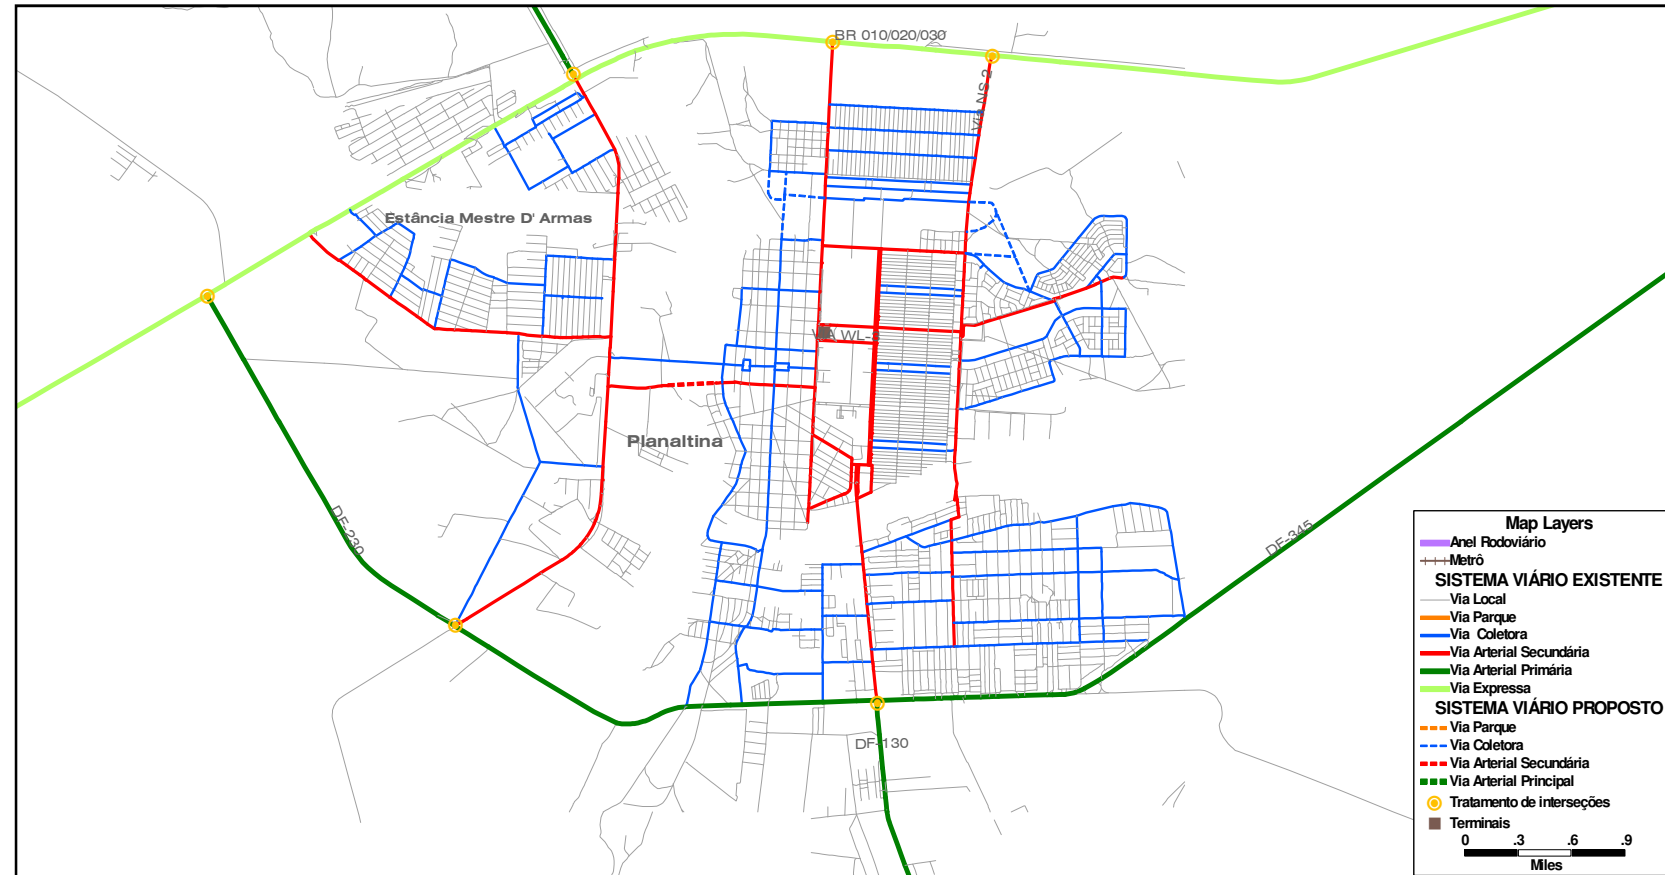 BR 010/020/030
Via NS 2
Estância Mestre D' Armas
VIA WL-2
Planaltina
DF-230
DF-345
DF-130
Map Layers
Anel Rodoviário
Metrô
SISTEMA VIÁRIO EXISTENTE
Via Local
Via Parque
Via Coletora
Via Arterial Secundária
Via Arterial Primária
Via Expressa
SISTEMA VIÁRIO PROPOSTO
Via Parque
Via Coletora
Via Arterial Secundária
Via Arterial Principal
Tratamento de interseções
Terminais
0 .3 .6 .9
Miles